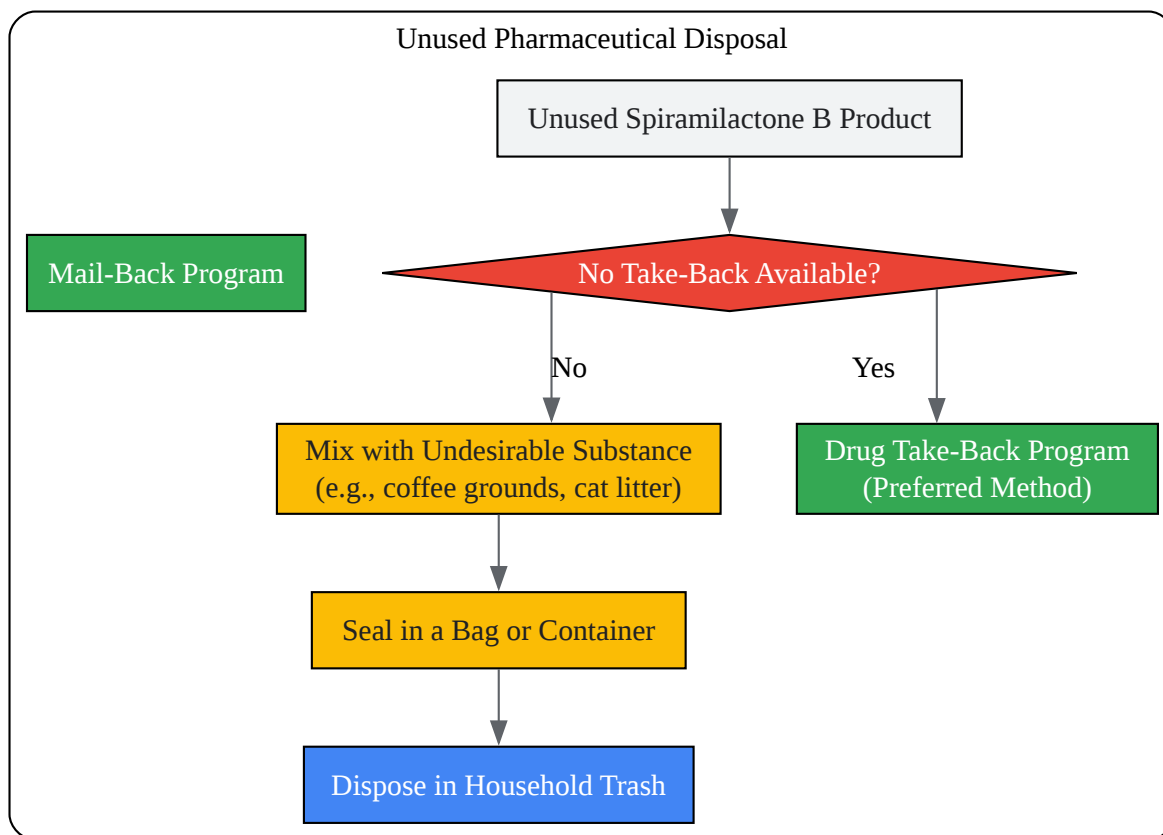 Unused Pharmaceutical Disposal
Unused Spiramilactone B Product
Mail-Back Program
No Take-Back Available?
No
Yes
Mix with Undesirable Substance
(e.g., coffee grounds, cat litter)
Drug Take-Back Program
(Preferred Method)
Seal in a Bag or Container
Dispose in Household Trash